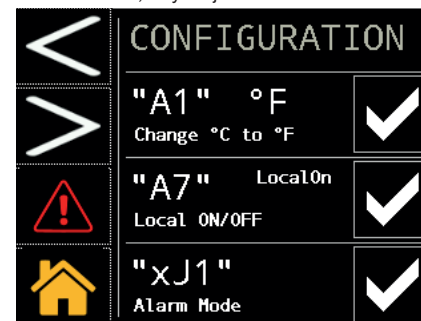 CONFIGURATION
"A1" °F
Change °C to °F
"A7" LocalOn
Local ON/OFF
"xJ1"
Alarm Mode